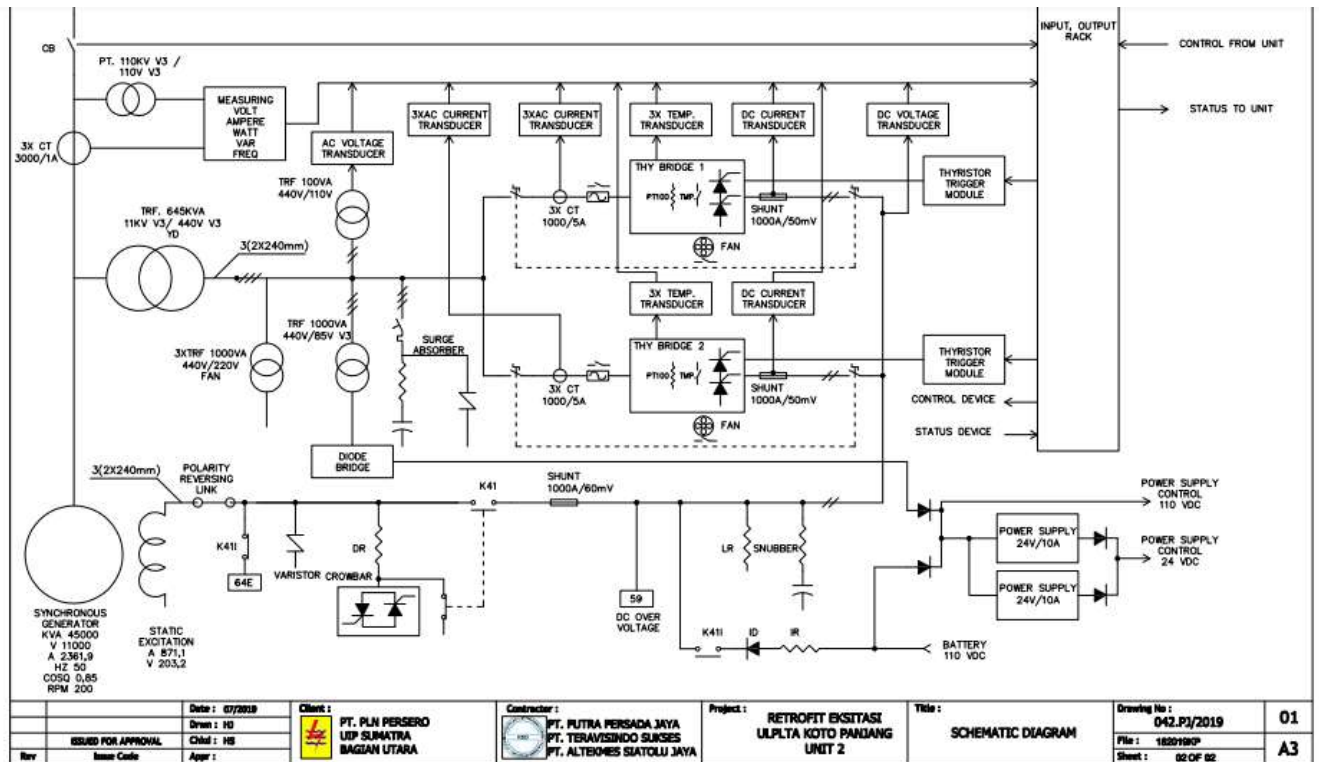 CB
PT. 110KV V3 /
110V V3
3X CT
3000/1A
MEASURING
VOLT
AMPERE
WATT
VAR
FREQ
AC VOLTAGE
TRANSDUCER
3XAC CURRENT
TRANSDUCER
3XAC CURRENT
TRANSDUCER
3X TEMP.
TRANSDUCER
DC CURRENT
TRANSDUCER
DC VOLTAGE
TRANSDUCER
INPUT, OUTPUT
RACK
CONTROL FROM UNIT
STATUS TO UNIT
TRF 100VA
440V/110V
THY BRIDGE 1
PT100
TMP.
3X CT
1000/5A
SHUNT
1000A/50mV
FAN
THYRISTOR
TRIGGER
MODULE
TRF. 645KVA
11KV V3/ 440V V3
YD
3(2X240mm)
3X TEMP.
TRANSDUCER
DC CURRENT
TRANSDUCER
3XTRF 1000VA
440V/220V
FAN
TRF 1000VA
440V/85V V3
SURGE
ABSORBER
THY BRIDGE 2
PT100
TMP.
3X CT
1000/5A
SHUNT
1000A/50mV
FAN
THYRISTOR
TRIGGER
MODULE
CONTROL DEVICE
STATUS DEVICE
DIODE
BRIDGE
3(2X240mm)
POLARITY
REVERSING
LINK
K41
SHUNT
1000A/60mV
K41I
64E
VARISTOR
DR
CROWBAR
59
DC OVER
VOLTAGE
LR
SNUBBER
K41I
ID
IR
BATTERY
110 VDC
POWER SUPPLY
CONTROL
110 VDC
POWER SUPPLY
24V/10A
POWER SUPPLY
24V/10A
POWER SUPPLY
CONTROL
24 VDC
SYNCHRONOUS
GENERATOR
KVA 45000
V 11000
A 2361,9
HZ 50
COSQ 0,85
RPM 200
STATIC
EXCITATION
A 871,1
V 203,2
ISSUED FOR APPROVAL
Rev
Issue Code
Date : 07/2019
Drwn : HJ
Chkd : HS
Appr :
Client :
PT. PLN PERSERO
UIP SUMATRA
BAGIAN UTARA
Contractor :
PT. PUTRA PERSADA JAYA
PT. TERAVISINDO SUKSES
PT. ALTEKMES SIATOLU JAYA
Project :
RETROFIT EKSITASI
ULPLTA KOTO PANJANG
UNIT 2
Title :
SCHEMATIC DIAGRAM
Drawing No :
042.PJ/2019
File : 182019KP
Sheet : 02 OF 02
01
A3